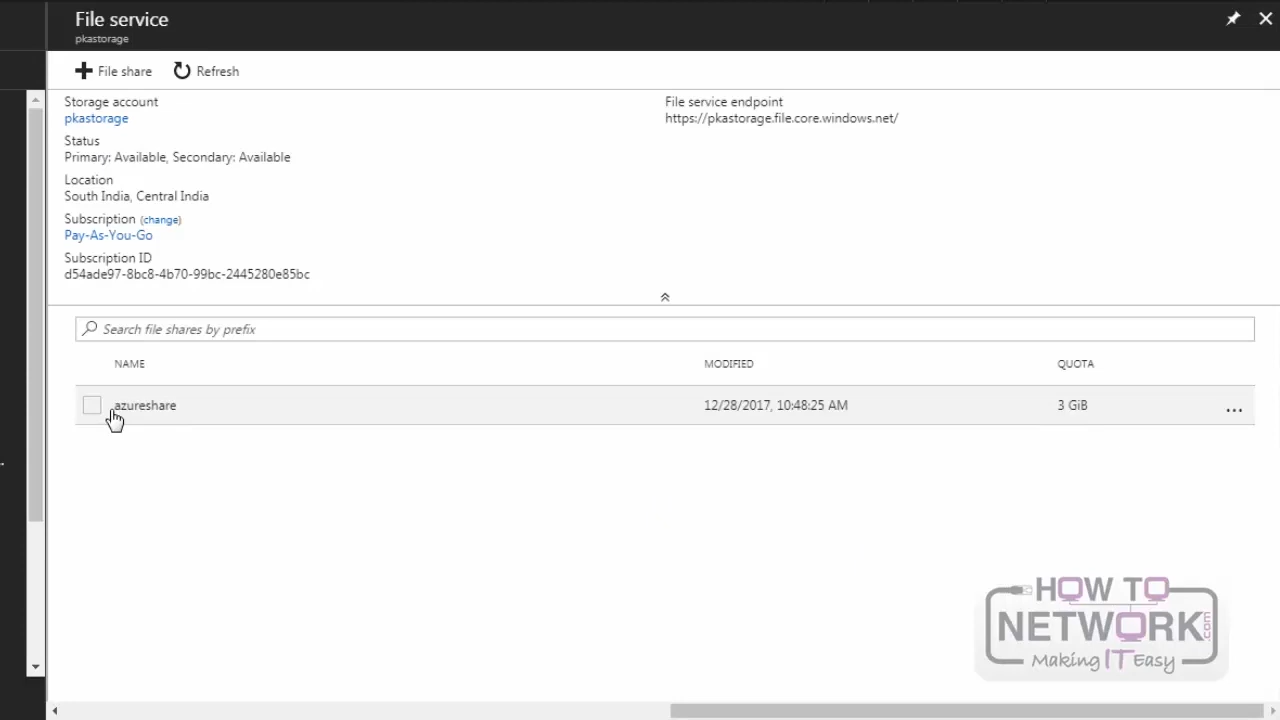 File service
pkastorage
File share
Refresh
Storage account
pkastorage
Status
Primary: Available, Secondary: Available
Location
South India, Central India
Subscription (change)
Pay-As-You-Go
Subscription ID
d54ade97-8bc8-4b70-99bc-2445280e85bc
File service endpoint
https://pkastorage.file.core.windows.net/
Search file shares by prefix
NAME MODIFIED QUOTA
azureshare 12/28/2017, 10:48:25 AM 3 GiB ...
HOW TO
NETWORK.com
Making IT Easy